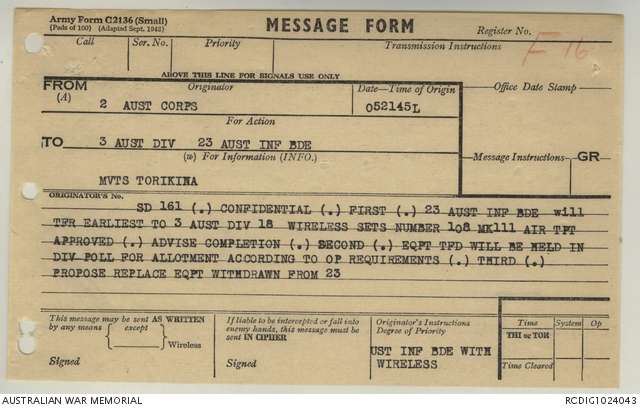 Army Form C2136 (Small)
(Pads of 100) (Adapted Sept. 1942)
MESSAGE FORM
Register No.
F 16
Call Ser. No. Priority Transmission Instructions
ABOVE THIS LINE FOR SIGNALS USE ONLY
FROM Originator Date—Time of Origin Office Date Stamp
(A) 2 AUST CORPS 052145L
For Action
TO 3 AUST DIV 23 AUST INF BDE
(w) For Information (INFO.) Message Instructions GR
MVTS TORIKINA
ORIGINATOR'S No.
SD 161 (.) CONFIDENTIAL (.) FIRST (.) 23 AUST INF BDE will
TFR EARLIEST TO 3 AUST DIV 18 WIRELESS SETS NUMBER 108 MK111 AIR TPT
APPROVED (.) ADVISE COMPLETION (.) SECOND (.) EQPT TFD WILL BE HELD IN
DIV POLL FOR ALLOTMENT ACCORDING TO OP REQUIREMENTS (.) THIRD (.)
PROPOSE REPLACE EQPT WITHDRAWN FROM 23
This message may be sent AS WRITTEN
by any means except
Wireless
Signed
If liable to be intercepted or fall into
enemy hands, this message must be
sent IN CIPHER
Signed
Originator's Instructions
Degree of Priority
UST INF BDE WITH
WIRELESS
Time System Op
THI or TOR
Time Cleared
AUSTRALIAN WAR MEMORIAL RCDIG1024043